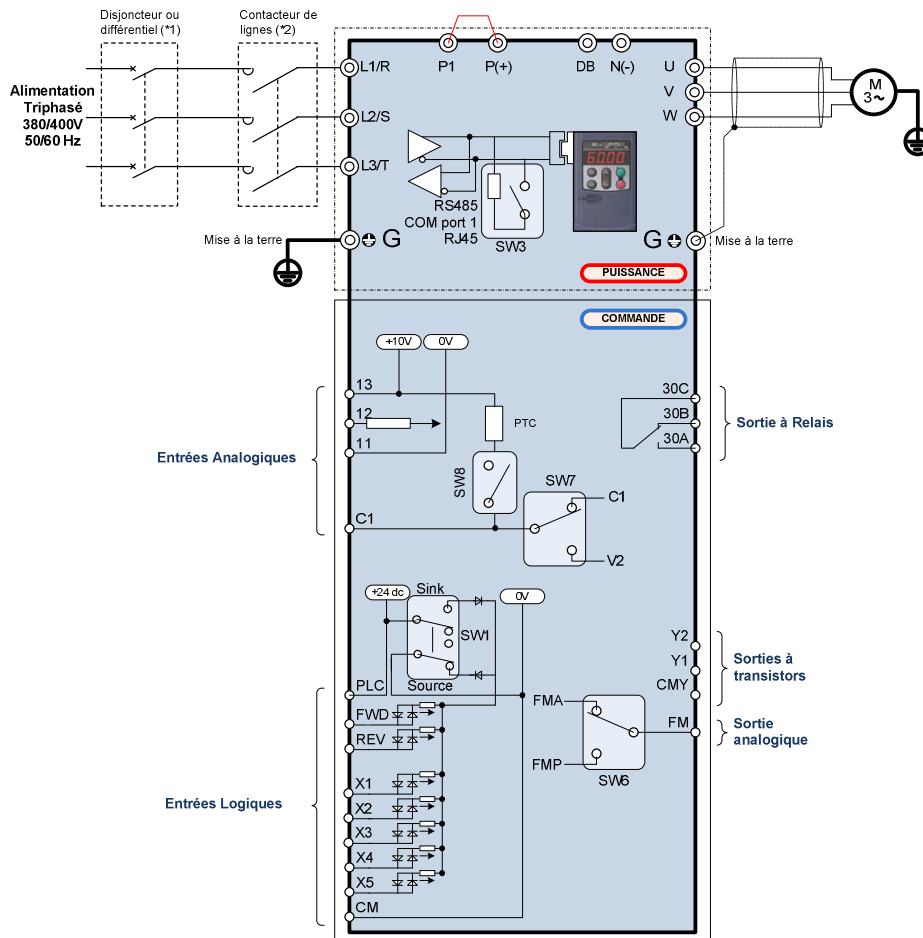 Disjoncteur ou
différentiel (*1)
Contacteur de
lignes (*2)
P1
P(+)
DB
N(-)
L1/R
U
V
W
M
3~
Alimentation
Triphasé
380/400V
50/60 Hz
L2/S
L3/T
6000
RS485
COM port 1
RJ45
SW3
Mise à la terre
G
G
Mise à la terre
PUISSANCE
COMMANDE
+10V
0V
13
12
11
PTC
30C
30B
30A
Sortie à Relais
Entrées Analogiques
SW8
SW7
C1
C1
V2
+24 dc
Sink
0V
SW1
Source
Y2
Y1
CMY
Sorties à
transistors
PLC
FWD
REV
FMA
FM
Sortie
analogique
FMP
SW6
Entrées Logiques
X1
X2
X3
X4
X5
CM